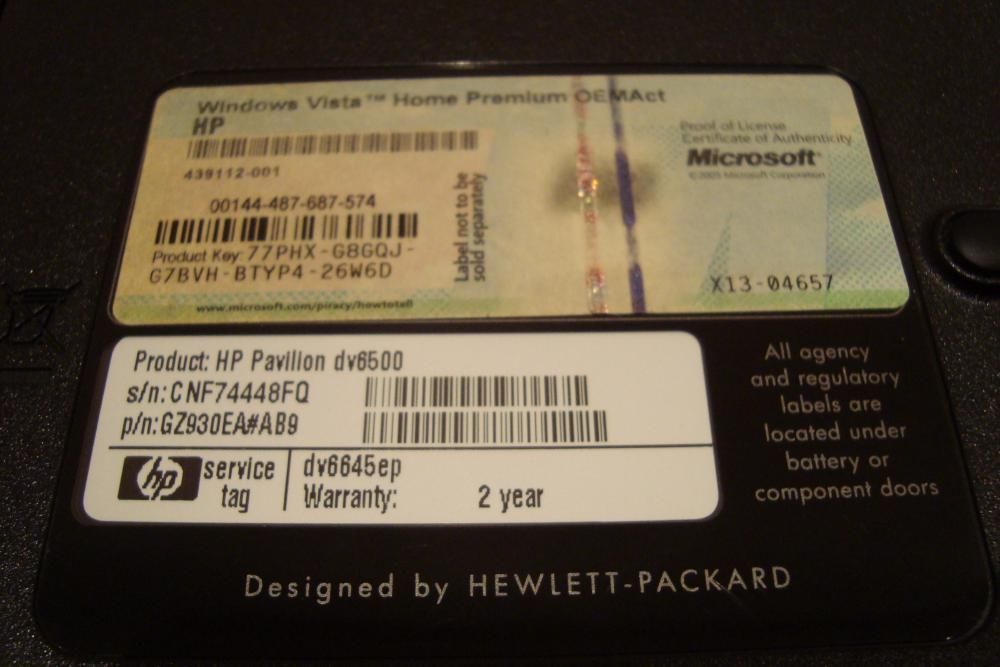 Windows Vista™ Home Premium OEMAct
HP
439112-001
00144-487-687-574
Product Key: 77PHX-G8GQJ-
G7BVH-BTYP4-26W6D
www.microsoft.com/piracy/howtotell
Label not to be
sold separately
Proof of License
Certificate of Authenticity
Microsoft®
©2005 Microsoft Corporation
X13-04657
Product: HP Pavilion dv6500
s/n:CNF74448FQ
p/n:GZ930EA#AB9
hp
service
tag
dv6645ep
Warranty: 2 year
All agency
and regulatory
labels are
located under
battery or
component doors
Designed by HEWLETT-PACKARD